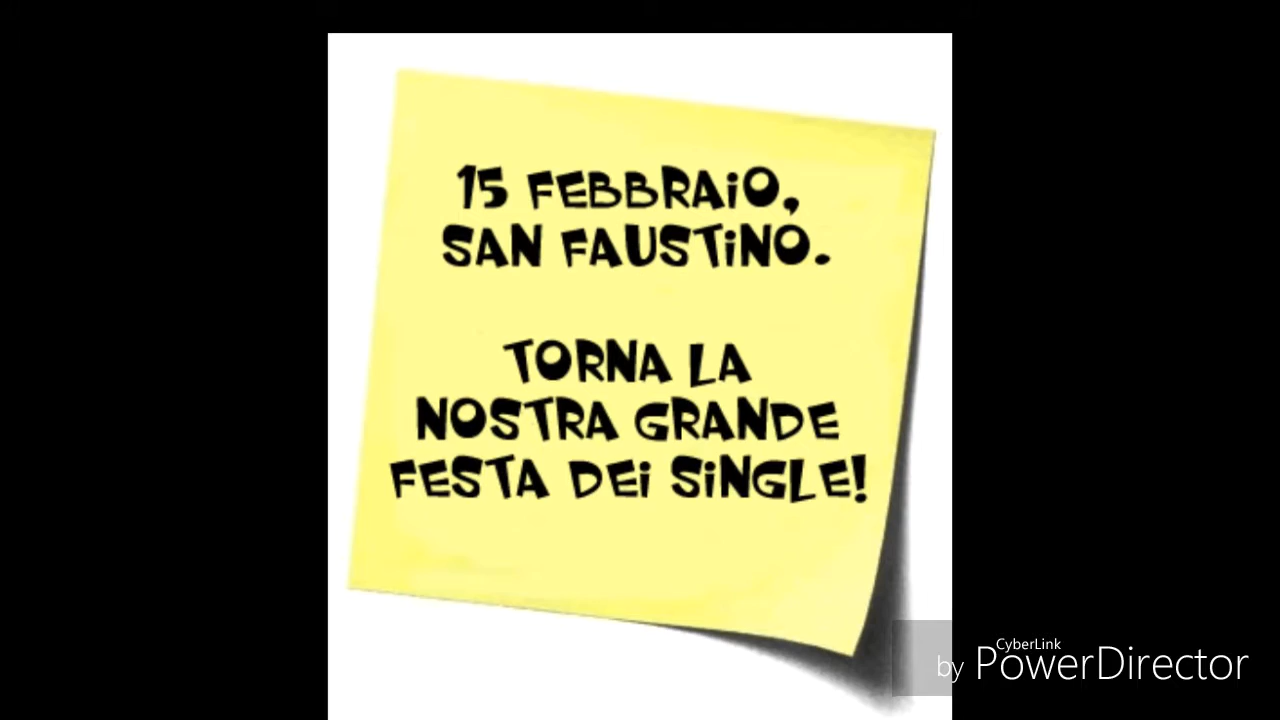 15 FEBBRAiO,
SAN FAUSTiNO.
TORNA LA
NOSTRA GRANDE
FESTA DEi SiNGLE!
CyberLink
by PowerDirector